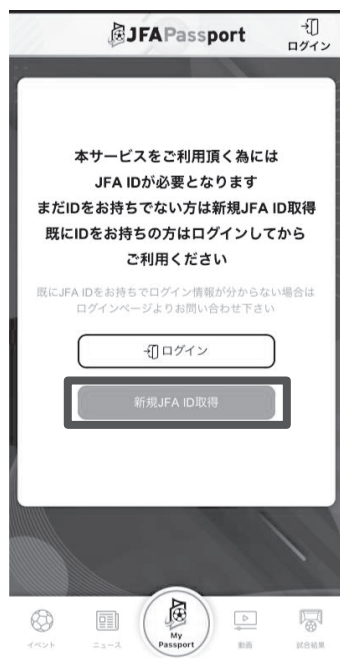 JFAPassport
ログイン
本サービスをご利用頂く為には
JFA IDが必要となります
まだIDをお持ちでない方は新規JFA ID取得
既にIDをお持ちの方はログインしてから
ご利用ください
既にJFA IDをお持ちでログイン情報が分からない場合は
ログインページよりお問い合わせ下さい
ログイン
新規JFA ID取得
イベント
ニュース
My
Passport
動画
試合結果